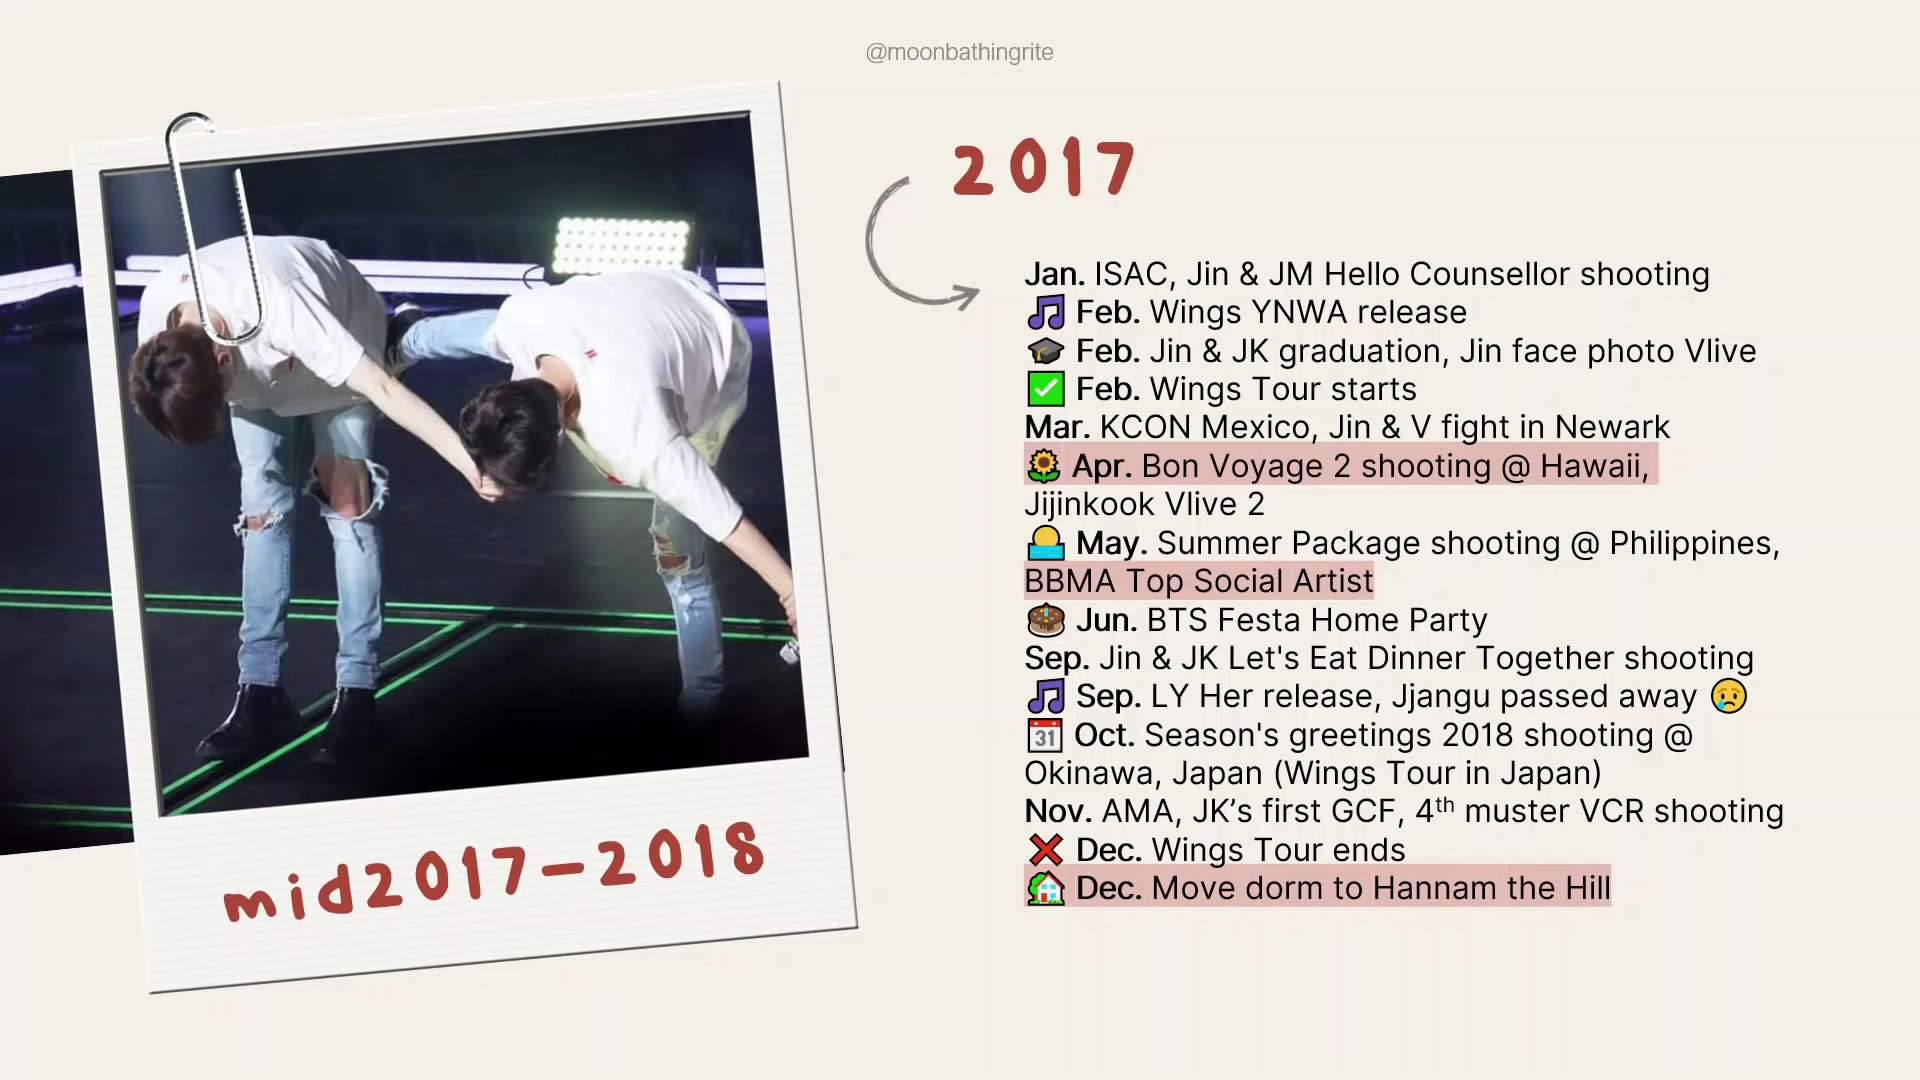 @moonbathingrite
2017
Jan. ISAC, Jin & JM Hello Counsellor shooting
🎵 Feb. Wings YNWA release
🎓 Feb. Jin & JK graduation, Jin face photo Vlive
✅ Feb. Wings Tour starts
Mar. KCON Mexico, Jin & V fight in Newark
🌻 Apr. Bon Voyage 2 shooting @ Hawaii,
Jijinkook Vlive 2
May. Summer Package shooting @ Philippines,
BBMA Top Social Artist
Jun. BTS Festa Home Party
Sep. Jin & JK Let's Eat Dinner Together shooting
🎵 Sep. LY Her release, Jjangu passed away 😢
📅 Oct. Season's greetings 2018 shooting @
Okinawa, Japan (Wings Tour in Japan)
Nov. AMA, JK’s first GCF, 4th muster VCR shooting
❌ Dec. Wings Tour ends
🏡 Dec. Move dorm to Hannam the Hill
mid2017-2018